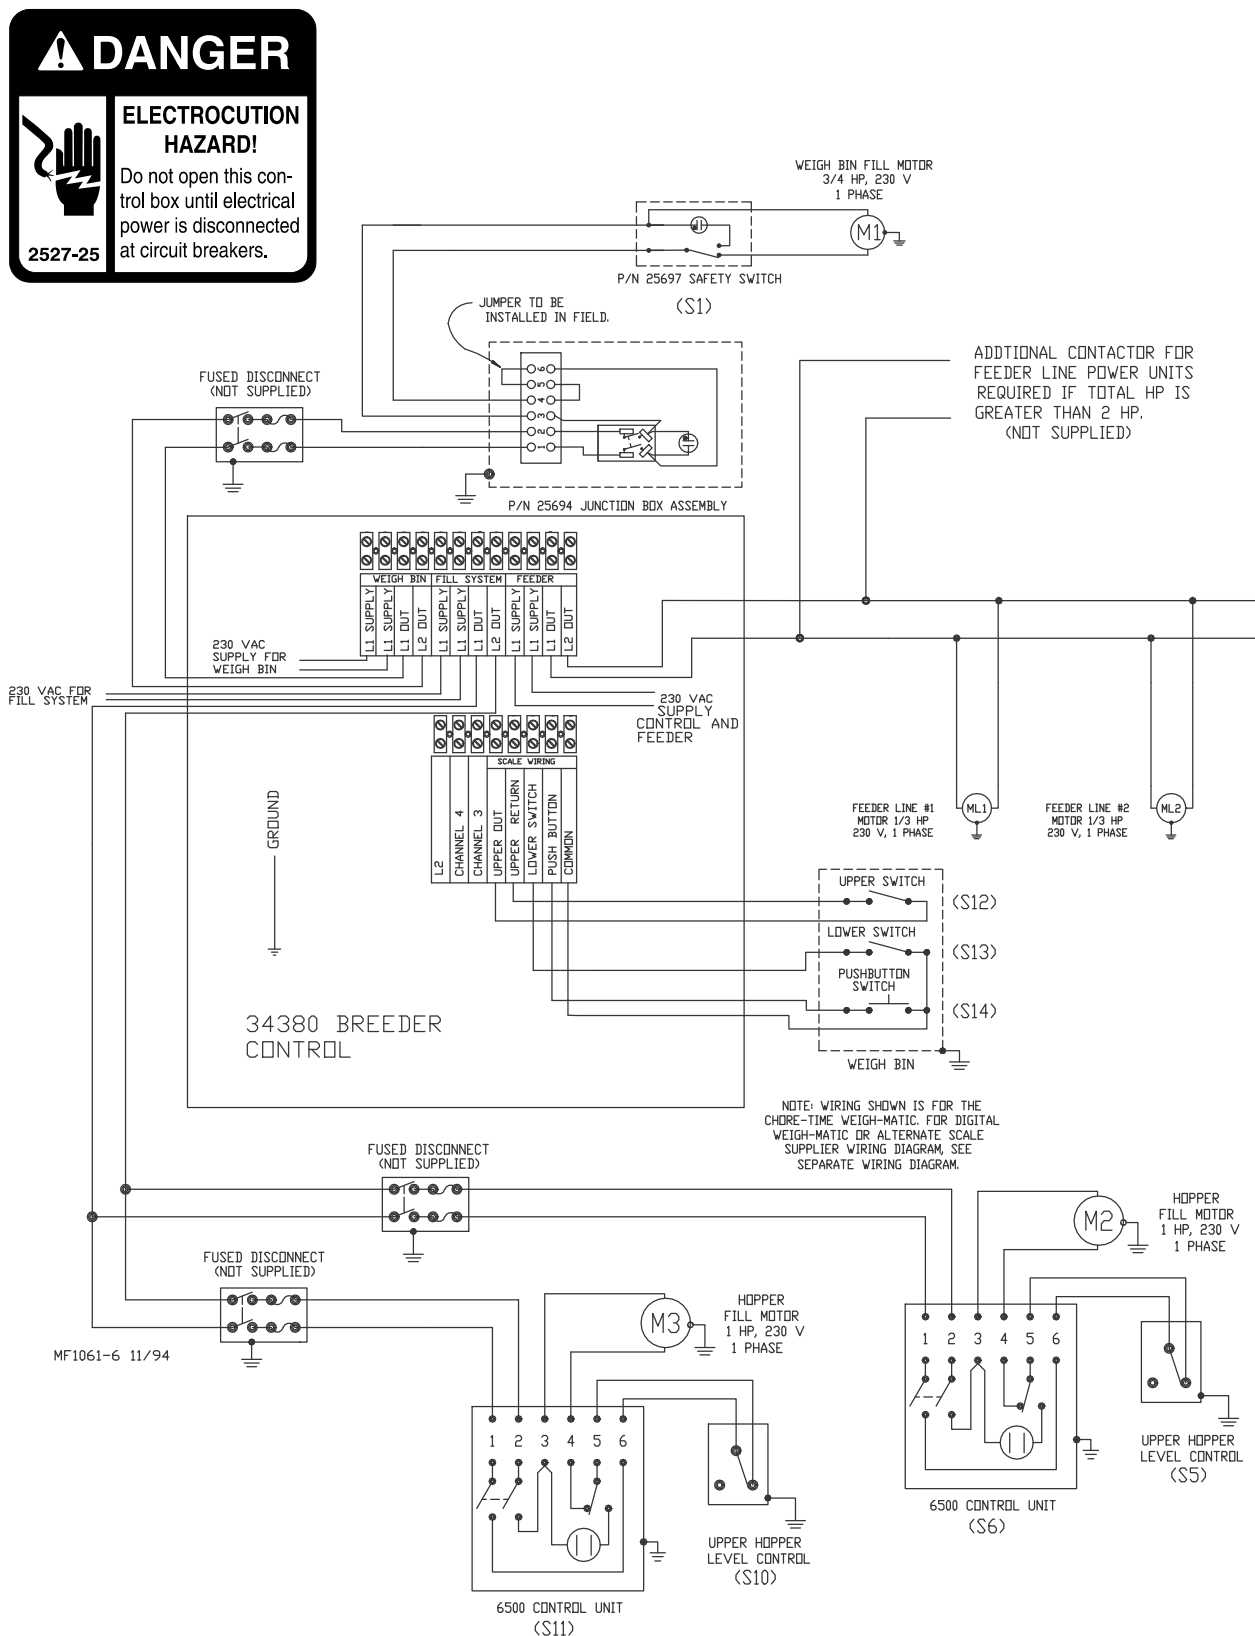 DANGER
ELECTROCUTION
HAZARD!
Do not open this con-
trol box until electrical
power is disconnected
at circuit breakers.
2527-25
WEIGH BIN FILL MOTOR
3/4 HP, 230 V
1 PHASE
M1
P/N 25697 SAFETY SWITCH
(S1)
JUMPER TO BE
INSTALLED IN FIELD.
FUSED DISCONNECT
(NOT SUPPLIED)
6
5
4
3
2
1
P/N 25694 JUNCTION BOX ASSEMBLY
ADDTIONAL CONTACTOR FOR
FEEDER LINE POWER UNITS
REQUIRED IF TOTAL HP IS
GREATER THAN 2 HP.
(NOT SUPPLIED)
WEIGH BIN FILL SYSTEM FEEDER
L1 SUPPLY
L1 SUPPLY
L1 OUT
L2 OUT
L1 SUPPLY
L1 SUPPLY
L1 OUT
L2 OUT
L1 SUPPLY
L1 SUPPLY
L1 OUT
L2 OUT
230 VAC
SUPPLY FOR
WEIGH BIN
230 VAC FOR
FILL SYSTEM
230 VAC
SUPPLY
CONTROL AND
FEEDER
SCALE WIRING
L2
CHANNEL 4
CHANNEL 3
UPPER OUT
UPPER RETURN
LOWER SWITCH
PUSH BUTTON
COMMON
GROUND
34380 BREEDER
CONTROL
ML1
FEEDER LINE #1
MOTOR 1/3 HP
230 V, 1 PHASE
ML2
FEEDER LINE #2
MOTOR 1/3 HP
230 V, 1 PHASE
UPPER SWITCH
(S12)
LOWER SWITCH
(S13)
PUSHBUTTON
SWITCH
(S14)
WEIGH BIN
NOTE: WIRING SHOWN IS FOR THE
CHORE-TIME WEIGH-MATIC. FOR DIGITAL
WEIGH-MATIC OR ALTERNATE SCALE
SUPPLIER WIRING DIAGRAM, SEE
SEPARATE WIRING DIAGRAM.
FUSED DISCONNECT
(NOT SUPPLIED)
M2
HOPPER
FILL MOTOR
1 HP, 230 V
1 PHASE
FUSED DISCONNECT
(NOT SUPPLIED)
M3
HOPPER
FILL MOTOR
1 HP, 230 V
1 PHASE
MF1061-6 11/94
1 2 3 4 5 6
UPPER HOPPER
LEVEL CONTROL
(S5)
6500 CONTROL UNIT
(S6)
1 2 3 4 5 6
UPPER HOPPER
LEVEL CONTROL
(S10)
6500 CONTROL UNIT
(S11)